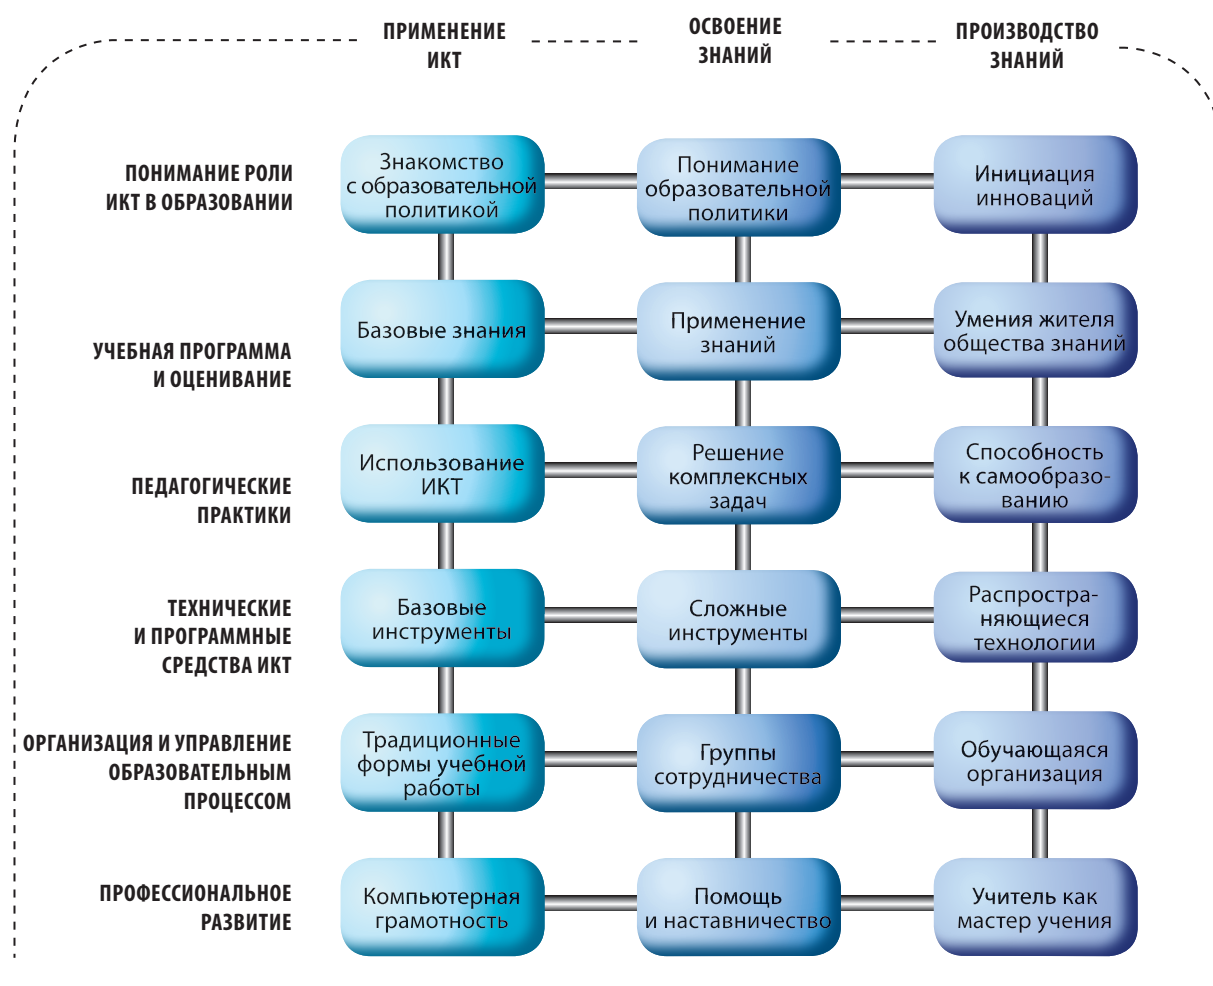 ПРИМЕНЕНИЕ
ИКТ
ОСВОЕНИЕ
ЗНАНИЙ
ПРОИЗВОДСТВО
ЗНАНИЙ
ПОНИМАНИЕ РОЛИ
ИКТ В ОБРАЗОВАНИИ
Знакомство
с образовательной
политикой
Понимание
образовательной
политики
Инициация
инноваций
УЧЕБНАЯ ПРОГРАММА
И ОЦЕНИВАНИЕ
Базовые знания
Применение
знаний
Умения жителя
общества знаний
ПЕДАГОГИЧЕСКИЕ
ПРАКТИКИ
Использование
ИКТ
Решение
комплексных
задач
Способность
к самообразо-
ванию
ТЕХНИЧЕСКИЕ
И ПРОГРАММНЫЕ
СРЕДСТВА ИКТ
Базовые
инструменты
Сложные
инструменты
Распростра-
няющиеся
технологии
ОРГАНИЗАЦИЯ И УПРАВЛЕНИЕ
ОБРАЗОВАТЕЛЬНЫМ
ПРОЦЕССОМ
Традиционные
формы учебной
работы
Группы
сотрудничества
Обучающаяся
организация
ПРОФЕССИОНАЛЬНОЕ
РАЗВИТИЕ
Компьютерная
грамотность
Помощь
и наставничество
Учитель как
мастер учения